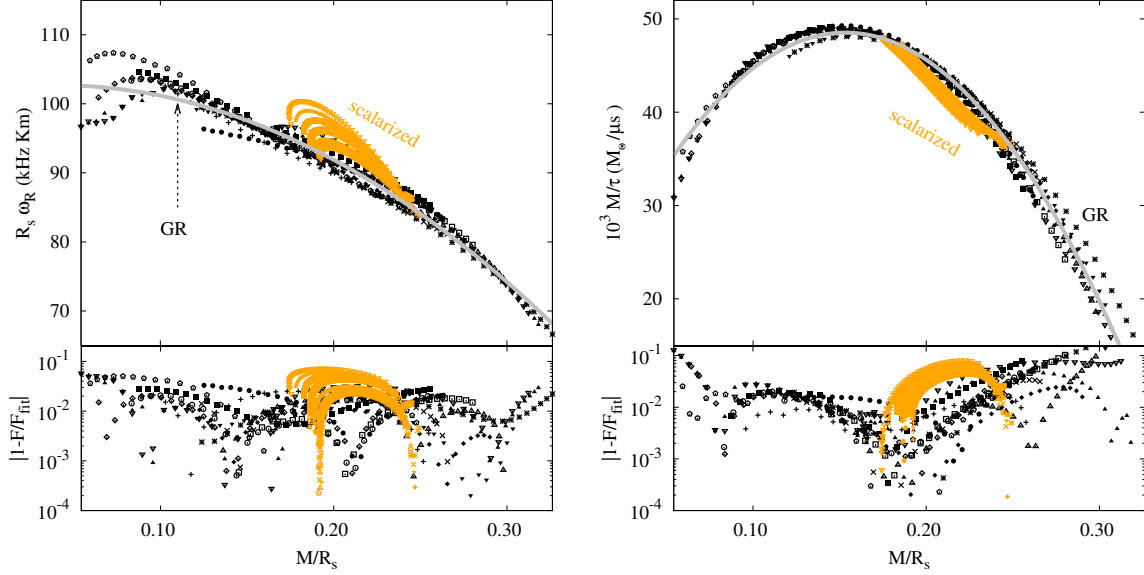 110
100
90
80
70
R_s ω_R (kHz Km)
scalarized
GR
10^-1
10^-2
10^-3
10^-4
|1-F/F_fit|
0.10 0.20 0.30
M/R_s
50
40
30
20
10^3 M/τ (M_⊙/μs)
scalarized
GR
10^-1
10^-2
10^-3
10^-4
|1-F/F_fit|
0.10 0.20 0.30
M/R_s